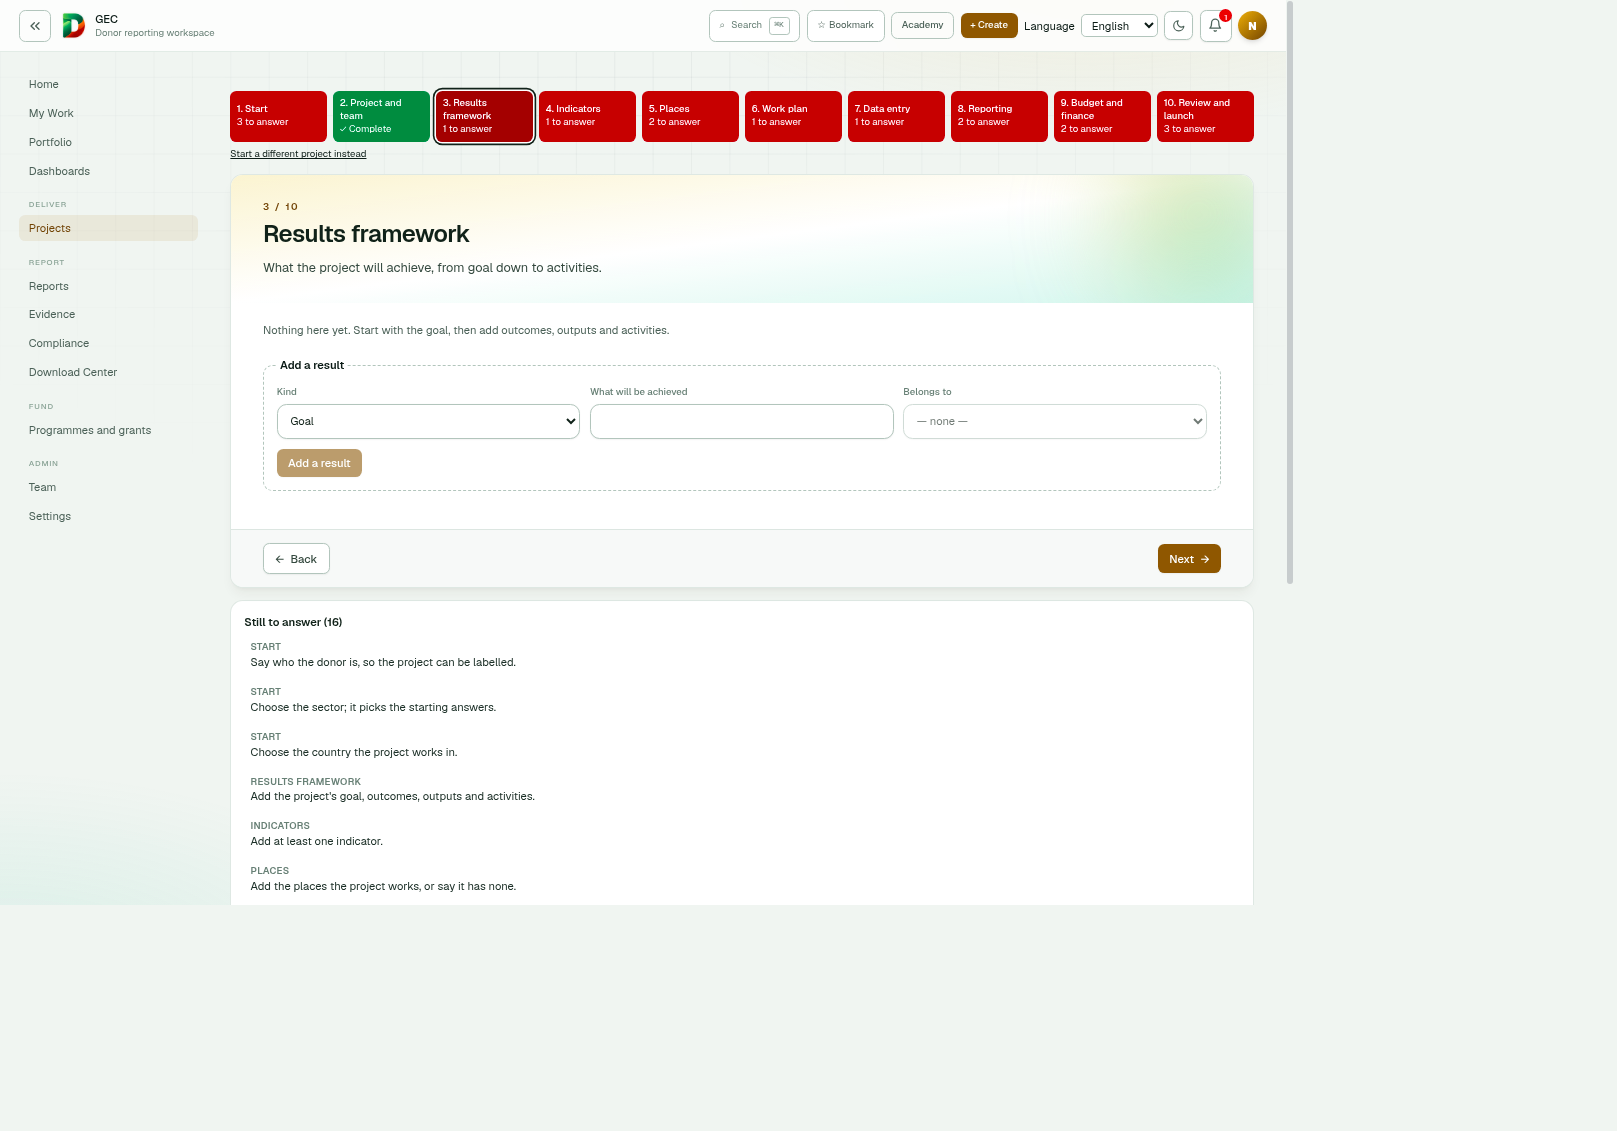 GEC
Donor reporting workspace
Search ⌘K
☆ Bookmark
Academy
+ Create
Language
English
1
N
Home
My Work
Portfolio
Dashboards
DELIVER
Projects
REPORT
Reports
Evidence
Compliance
Download Center
FUND
Programmes and grants
ADMIN
Team
Settings
1. Start
3 to answer
2. Project and
team
✓ Complete
3. Results
framework
1 to answer
4. Indicators
1 to answer
5. Places
2 to answer
6. Work plan
1 to answer
7. Data entry
1 to answer
8. Reporting
2 to answer
9. Budget and
finance
2 to answer
10. Review and
launch
3 to answer
Start a different project instead
3 / 10
Results framework
What the project will achieve, from goal down to activities.
Nothing here yet. Start with the goal, then add outcomes, outputs and activities.
Add a result
Kind
What will be achieved
Belongs to
Goal
— none —
Add a result
← Back
Next →
Still to answer (16)
START
Say who the donor is, so the project can be labelled.
START
Choose the sector; it picks the starting answers.
START
Choose the country the project works in.
RESULTS FRAMEWORK
Add the project's goal, outcomes, outputs and activities.
INDICATORS
Add at least one indicator.
PLACES
Add the places the project works, or say it has none.